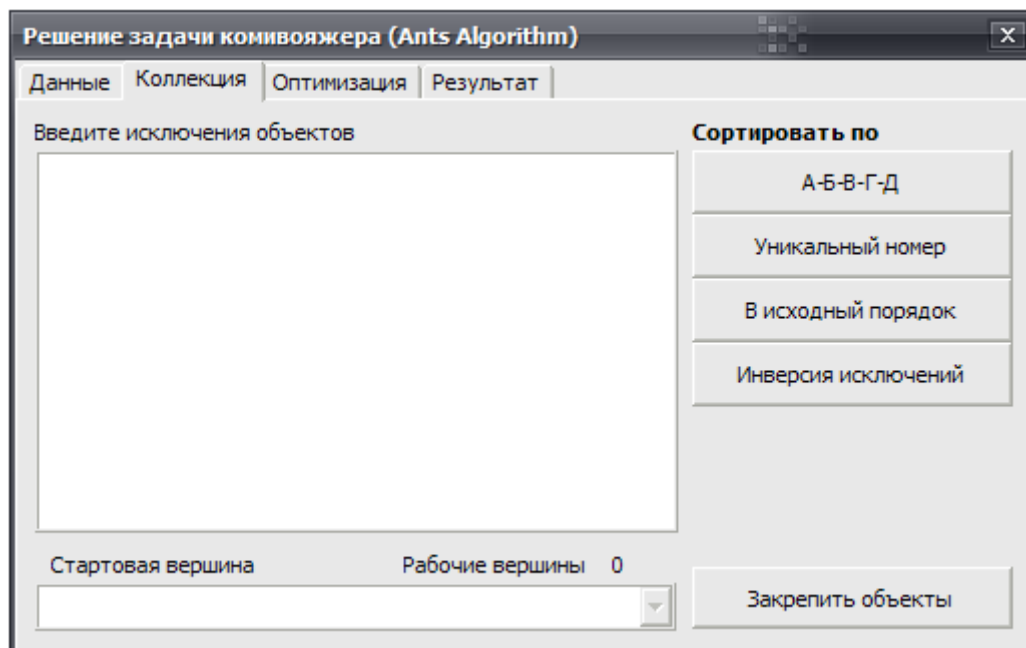 Решение задачи комивояжера (Ants Algorithm)
Данные Коллекция Оптимизация Результат
Введите исключения объектов
Сортировать по
А-Б-В-Г-Д
Уникальный номер
В исходный порядок
Инверсия исключений
Стартовая вершина Рабочие вершины 0
Закрепить объекты